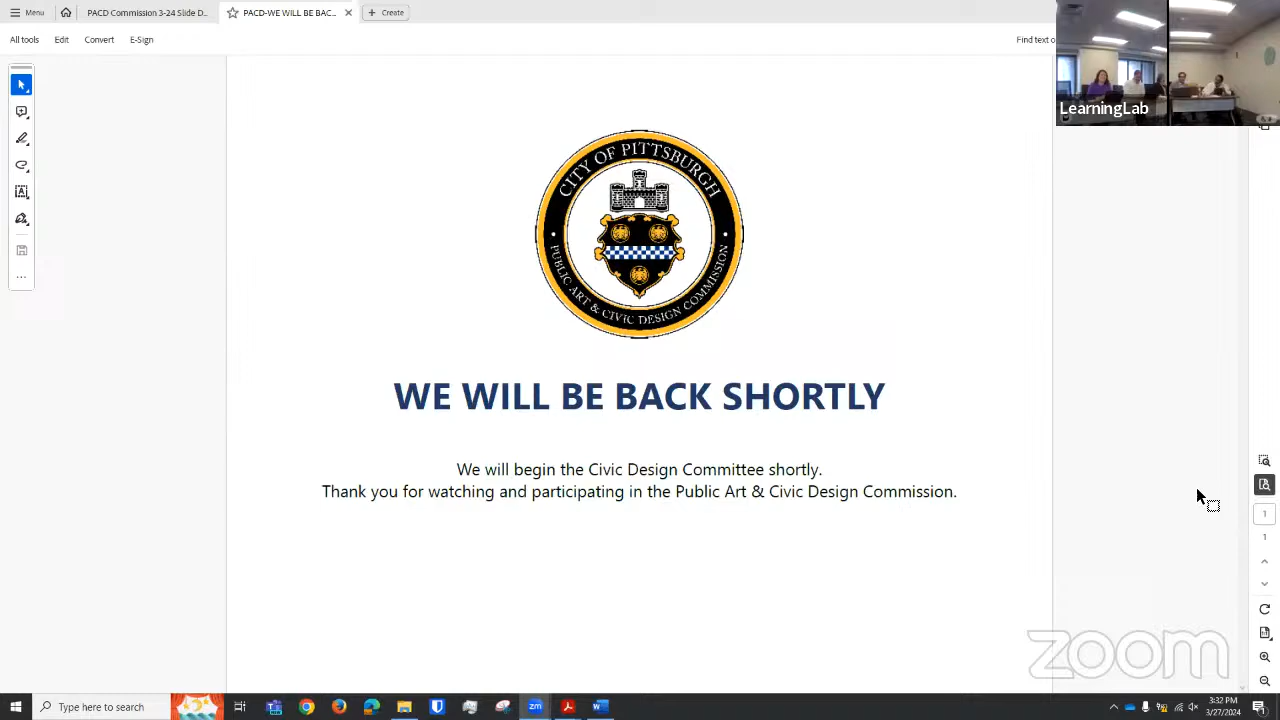 Menu
PACD Commission 3-24 Slide D...
PACD-WE WILL BE BAC...
Create
All tools
Edit
Convert
E-Sign
Find text o
LearningLab
CITY OF PITTSBURGH
PUBLIC ART & CIVIC DESIGN COMMISSION
WE WILL BE BACK SHORTLY
We will begin the Civic Design Committee shortly.
Thank you for watching and participating in the Public Art & Civic Design Commission.
1
1
zoom
Type here to search
zm
3:32 PM
3/27/2024